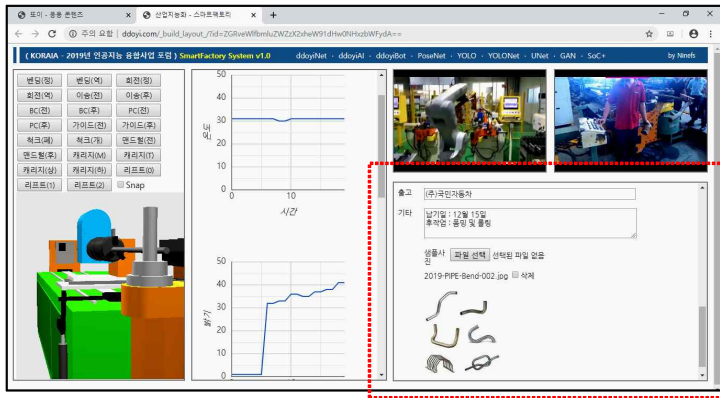 또이 - 응용 콘텐츠
산업지능화 - 스마트팩토리
주의 요함 | ddoyi.com/_build_layout_/?id=ZGRveWlfbmluZWZzX2xheW91dHw0NHxzbWFydA==
( KORAIA - 2019년 인공지능 융합사업 포럼 ) SmartFactory System v1.0 ddoyiNet - ddoyiAI - ddoyiBot - PoseNet - YOLO - YOLONet - UNet - GAN - SoC+ by Ninefs
벤딩(정) 벤딩(역) 회전(정)
회전(역) 이송(전) 이송(후)
BC(전) BC(후) PC(전)
PC(후) 가이드(전) 가이드(후)
척크(폐) 척크(개) 맨드럴(전)
맨드럴(후) 캐리지(M) 캐리지(T)
캐리지(상) 캐리지(하) 리프트(0)
리프트(1) 리프트(2) Snap
50
40
30
20
10
0
온도
0 10
시간
50
40
30
20
10
0
밝기
0 10
출고 (주)국민자동차
기타 납기일 : 12월 15일
후작업 : 폼밍 및 롤링
샘플사진 파일 선택 선택된 파일 없음
2019-PIPE-Bend-002.jpg 삭제